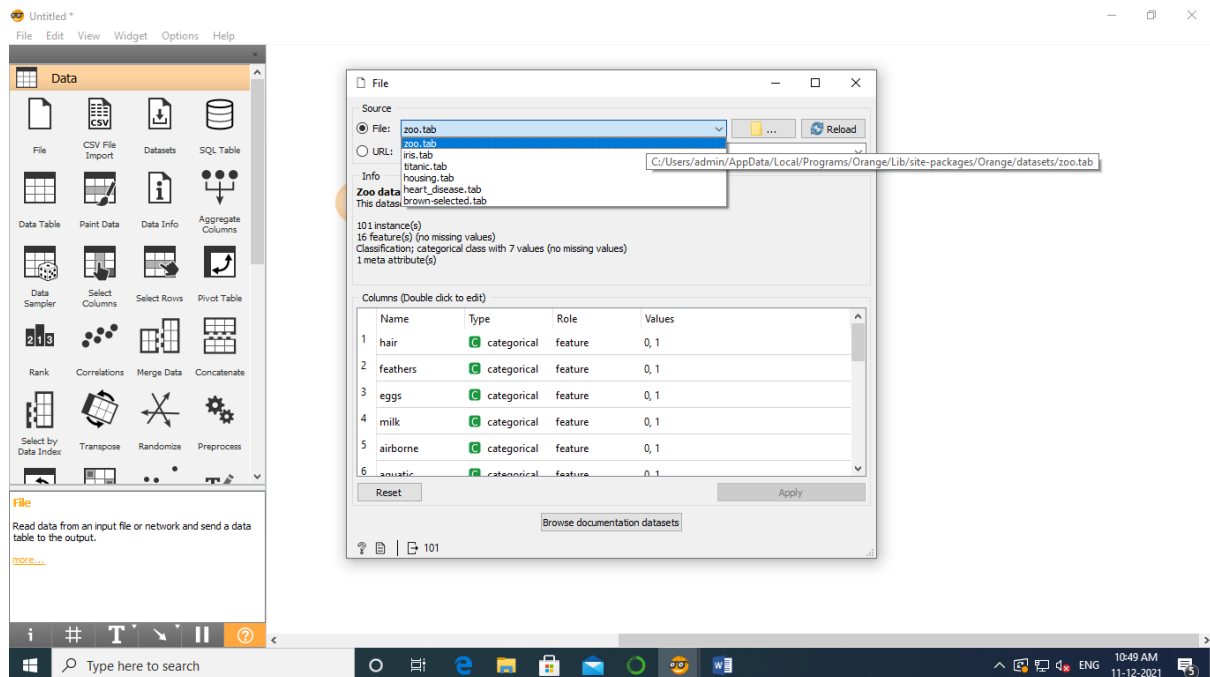 Untitled *
File Edit View Widget Options Help
Data
File
CSV File Import
Datasets
SQL Table
Data Table
Paint Data
Data Info
Aggregate Columns
Data Sampler
Select Columns
Select Rows
Pivot Table
Rank
Correlations
Merge Data
Concatenate
Select by Data Index
Transpose
Randomize
Preprocess
File
Read data from an input file or network and send a data
table to the output.
more...
File
Source
File: zoo.tab ... Reload
zoo.tab
iris.tab
titanic.tab
housing.tab
heart_disease.tab
brown-selected.tab
URL:
C:/Users/admin/AppData/Local/Programs/Orange/Lib/site-packages/Orange/datasets/zoo.tab
Info
Zoo data
This datas
101 instance(s)
16 feature(s) (no missing values)
Classification; categorical class with 7 values (no missing values)
1 meta attribute(s)
Columns (Double click to edit)
Name Type Role Values
1 hair C categorical feature 0, 1
2 feathers C categorical feature 0, 1
3 eggs C categorical feature 0, 1
4 milk C categorical feature 0, 1
5 airborne C categorical feature 0, 1
6 aquatic C categorical feature 0, 1
Reset Apply
Browse documentation datasets
? 101
Type here to search
ENG
10:49 AM
11-12-2021
5